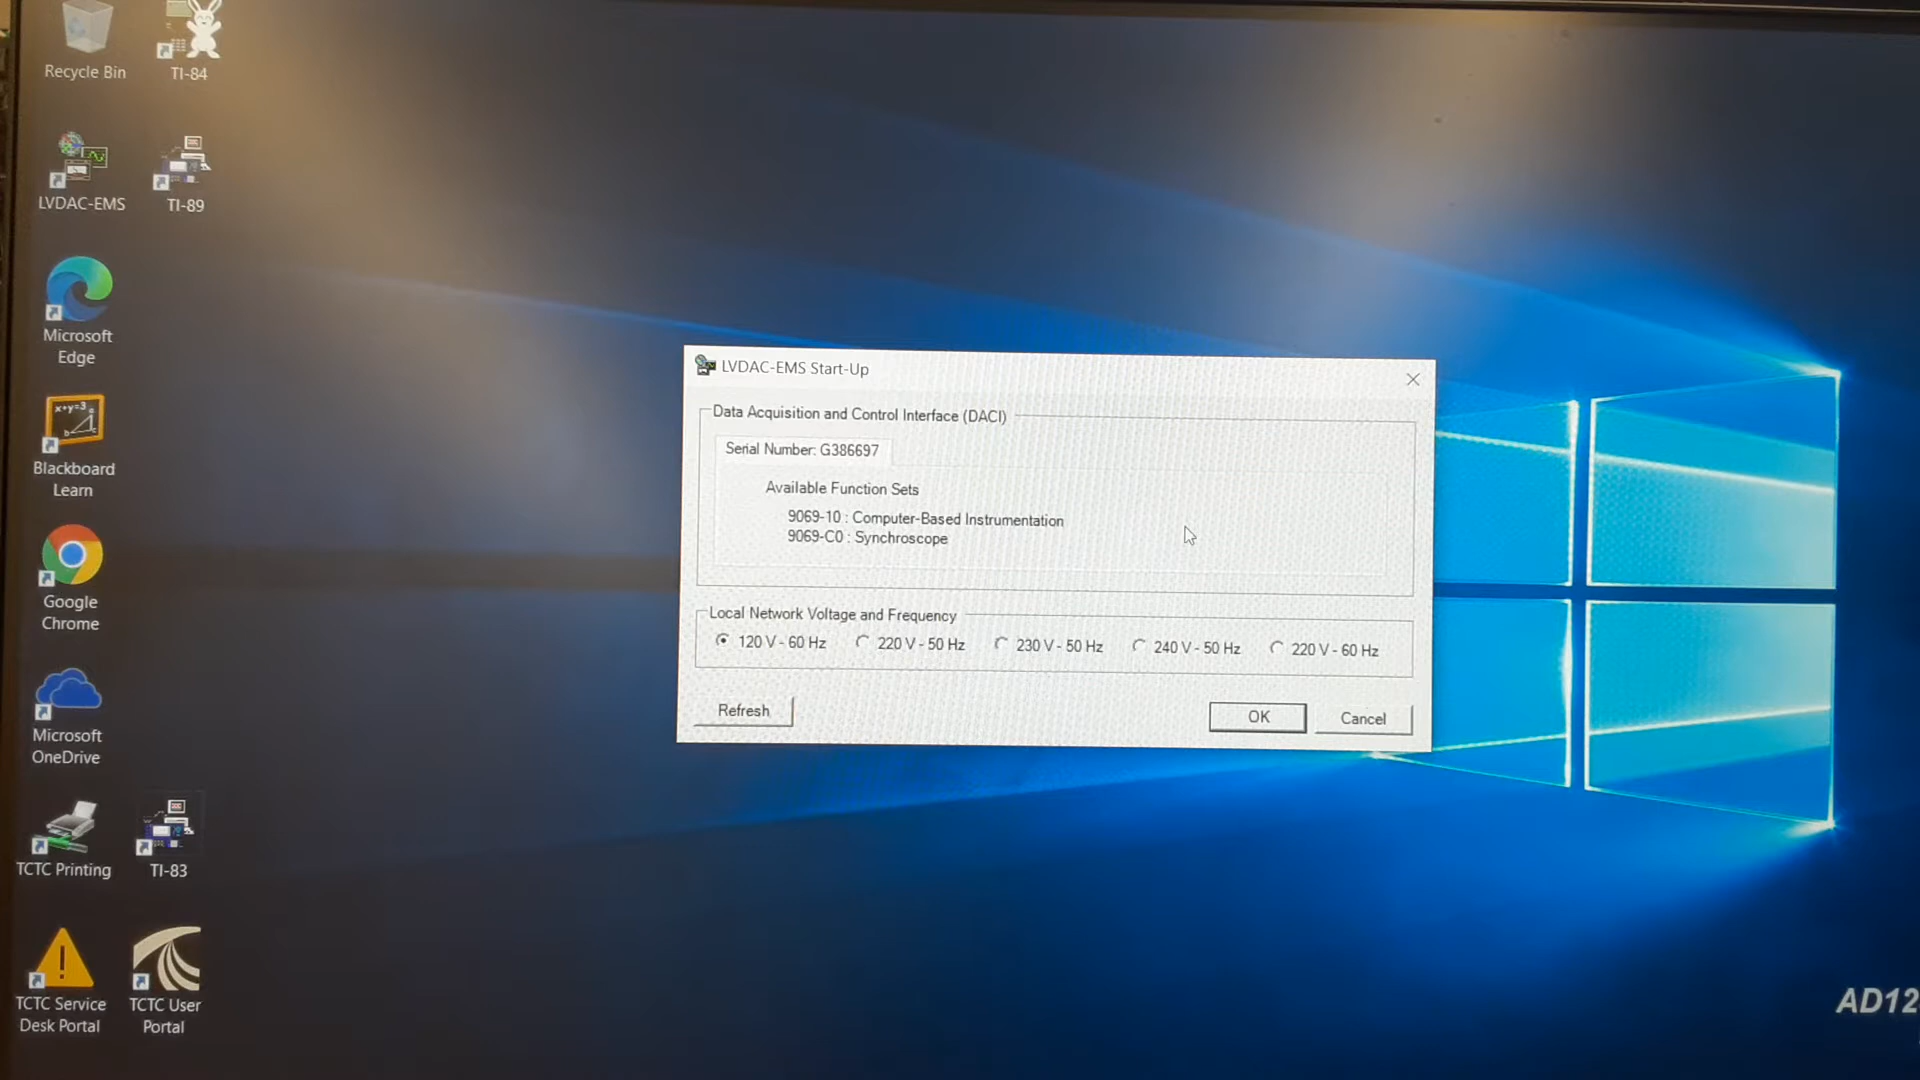 Recycle Bin
TI-84
LVDAC-EMS
TI-89
Microsoft
Edge
Blackboard
Learn
Google
Chrome
Microsoft
OneDrive
TCTC Printing
TI-83
TCTC Service
Desk Portal
TCTC User
Portal
LVDAC-EMS Start-Up
Data Acquisition and Control Interface (DACI)
Serial Number: G386697
Available Function Sets
9069-10 : Computer-Based Instrumentation
9069-C0 : Synchroscope
Local Network Voltage and Frequency
120 V - 60 Hz
220 V - 50 Hz
230 V - 50 Hz
240 V - 50 Hz
220 V - 60 Hz
Refresh
OK
Cancel
AD12